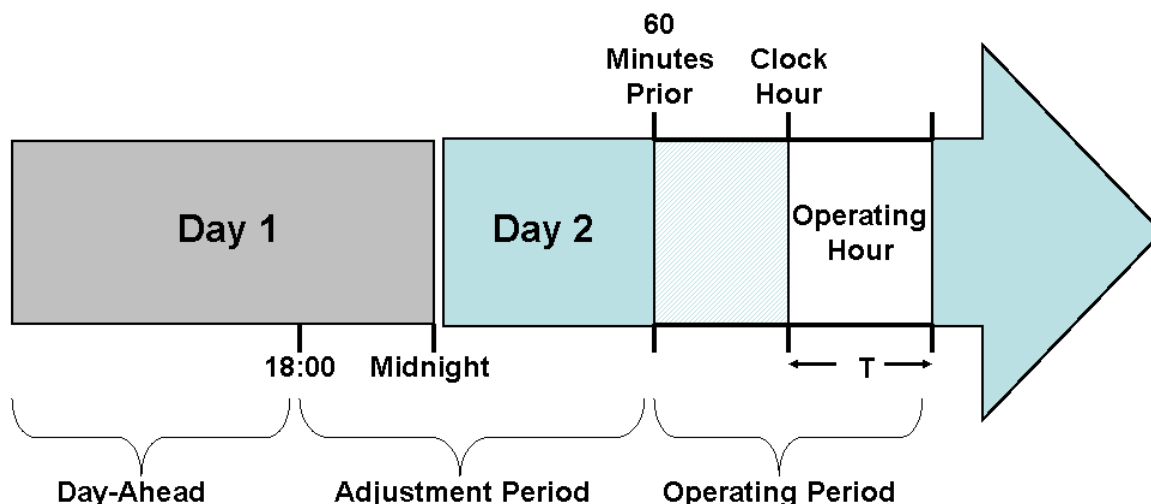 60
Minutes
Prior
Clock
Hour
Day 1
Day 2
Operating
Hour
18:00
Midnight
T
Day-Ahead
Adjustment Period
Operating Period